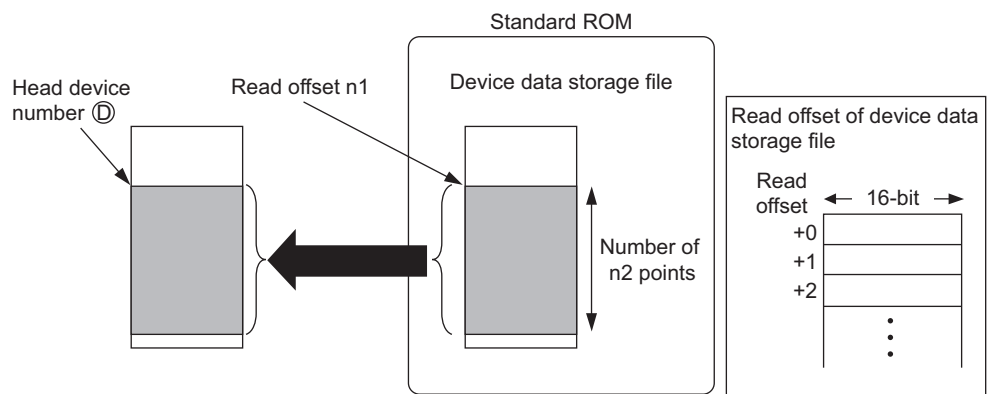 Standard ROM
Head device
number Ⓓ
Read offset n1
Device data storage file
Number of
n2 points
Read offset of device data
storage file
Read
offset
16-bit
+0
+1
+2